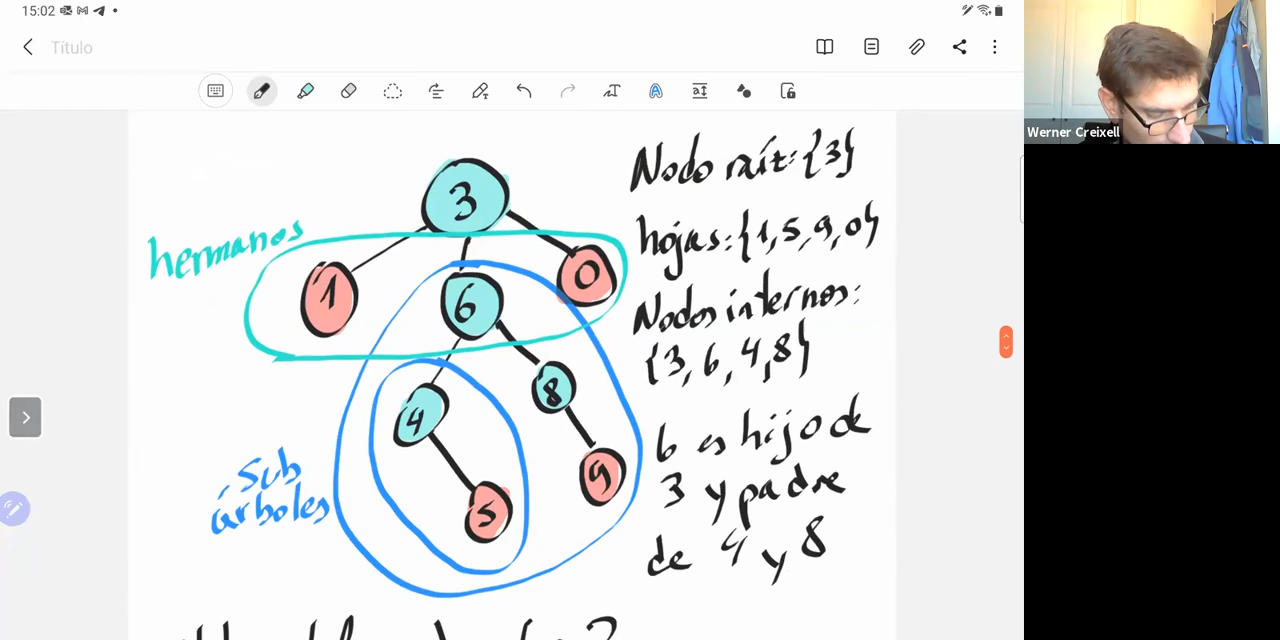 15:02
Título
Werner Creixell
Nodo raíz: {3}
hojas: {1, 5, 9, 0}
Nodos internos:
{3, 6, 4, 8}
6 es hijo de
3 y padre
de 4 y 8
hermanos
3
1
6
0
4
8
5
9
Sub
árboles